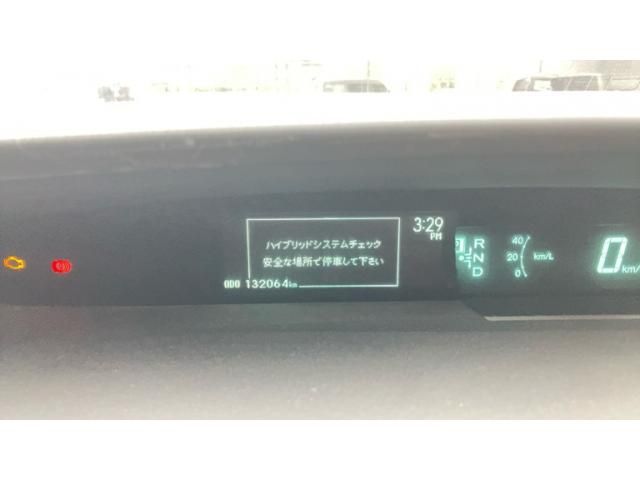 3:29
PM
ハイブリッドシステムチェック
安全な場所で停車して下さい
ODO 132064km
P
R
N
D
40
20
0
km/L
0
km/